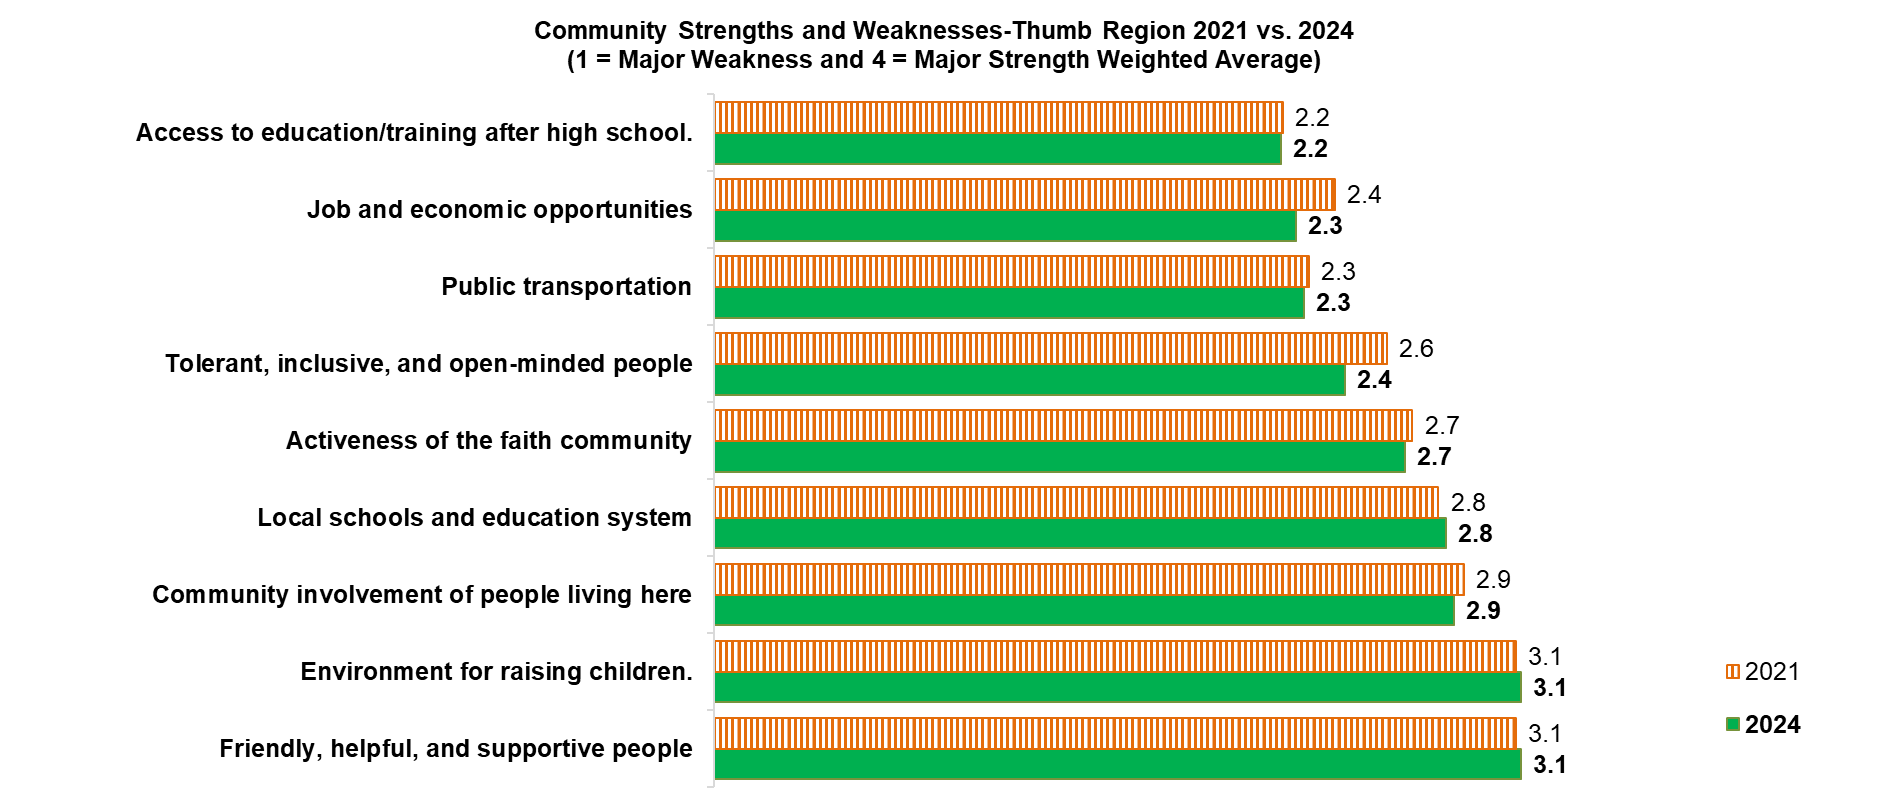 Community Strengths and Weaknesses-Thumb Region 2021 vs. 2024
(1 = Major Weakness and 4 = Major Strength Weighted Average)
Access to education/training after high school.
2.2
2.2
Job and economic opportunities
2.4
2.3
Public transportation
2.3
2.3
Tolerant, inclusive, and open-minded people
2.6
2.4
Activeness of the faith community
2.7
2.7
Local schools and education system
2.8
2.8
Community involvement of people living here
2.9
2.9
Environment for raising children.
3.1
3.1
Friendly, helpful, and supportive people
3.1
3.1
2021
2024